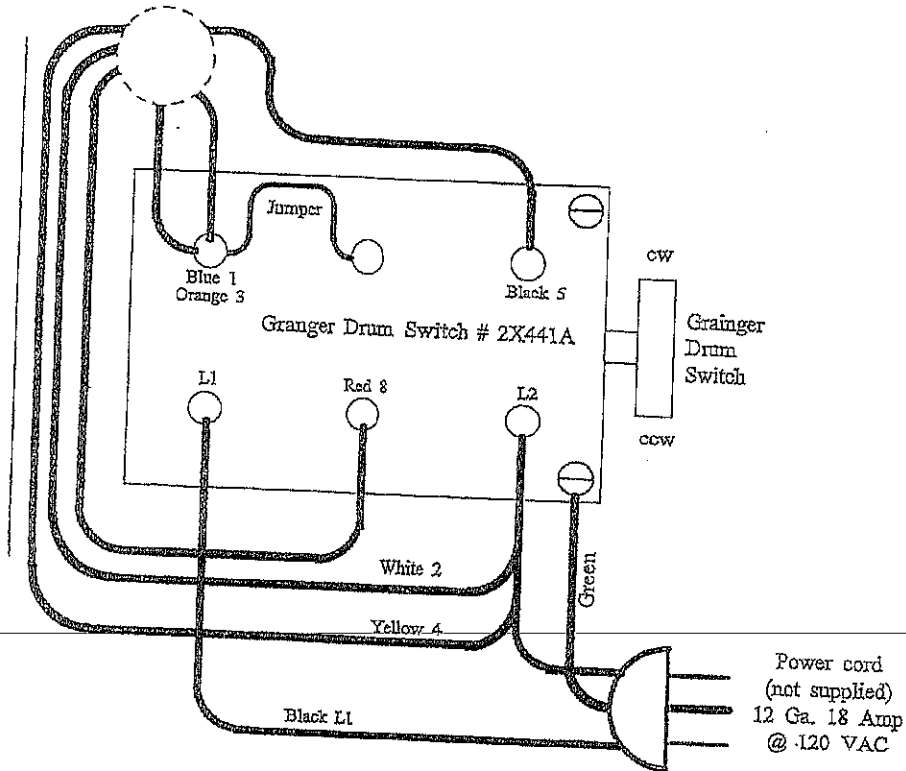 Jumper
Blue 1
Orange 3
Black 5
CW
Granger Drum Switch # 2X441A
Grainger
Drum
Switch
L1
Red 8
L2
CCW
White 2
Green
Yellow 4
Black L1
Power cord
(not supplied)
12 Ga. 18 Amp
@ 120 VAC